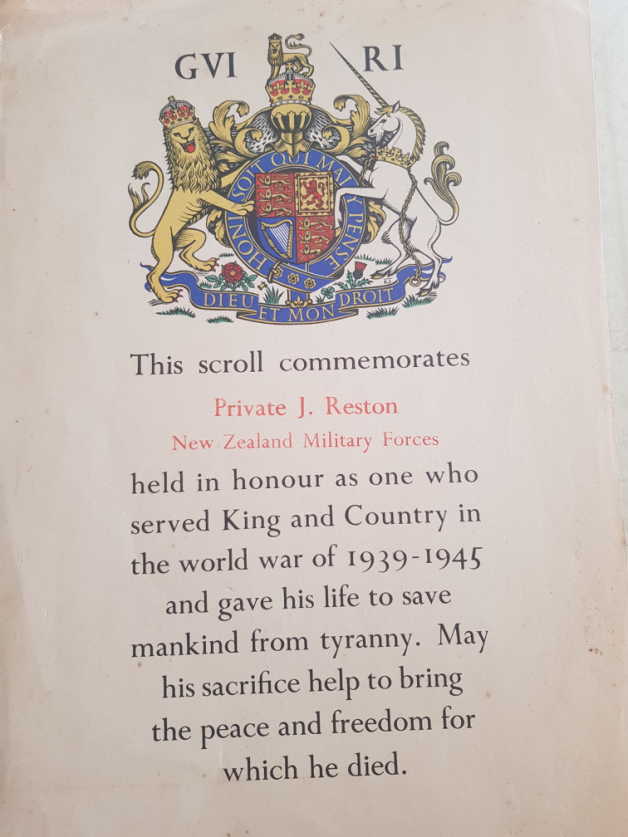 GVI RI
HONI SOIT QUI MAL Y PENSE
DIEU ET MON DROIT
This scroll commemorates
Private J. Reston
New Zealand Military Forces
held in honour as one who
served King and Country in
the world war of 1939-1945
and gave his life to save
mankind from tyranny. May
his sacrifice help to bring
the peace and freedom for
which he died.